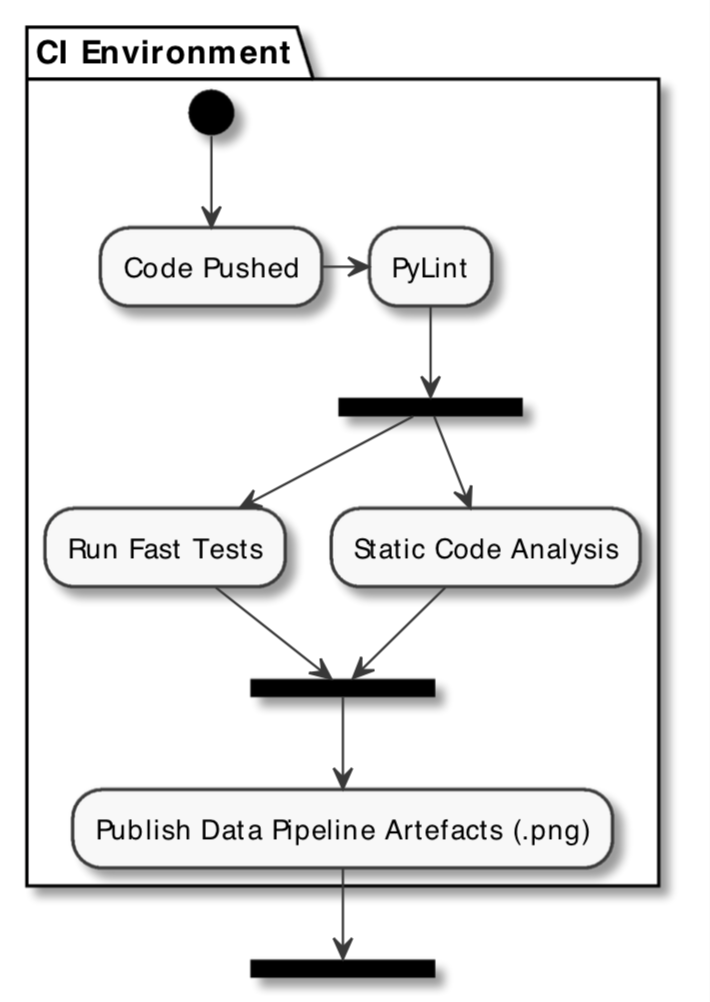 CI Environment
Code Pushed
PyLint
Run Fast Tests
Static Code Analysis
Publish Data Pipeline Artefacts (.png)